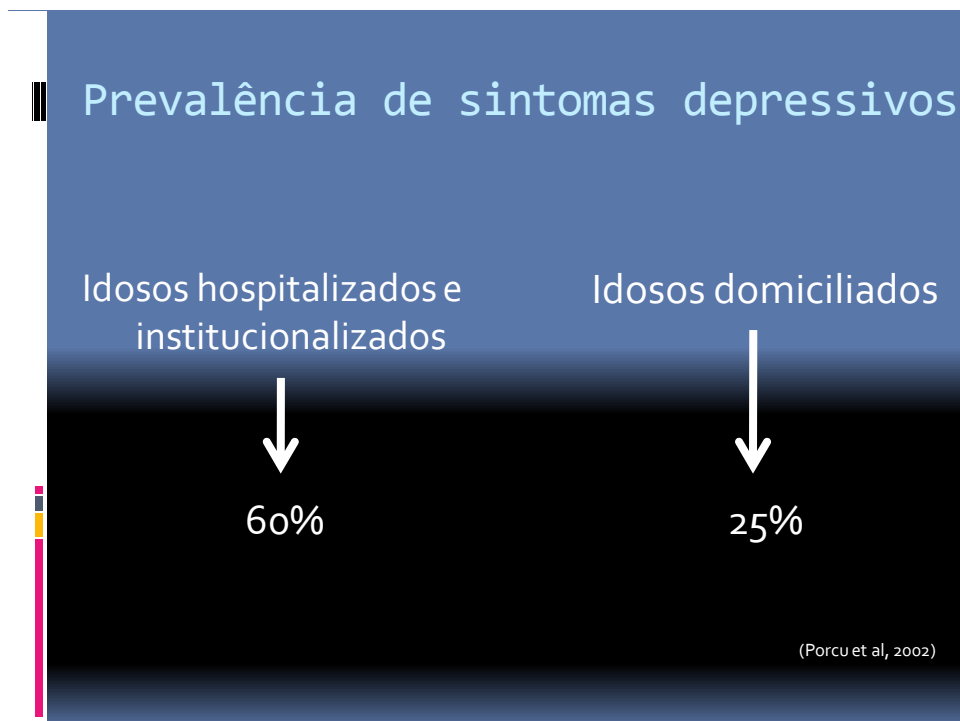 Prevalência de sintomas depressivos
Idosos hospitalizados e
institucionalizados
Idosos domiciliados
60%
25%
(Porcu et al, 2002)